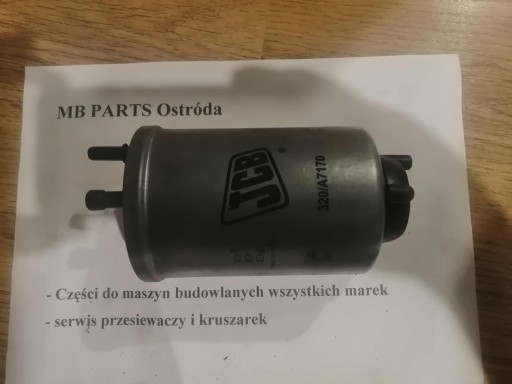 MB PARTS Ostróda
JCB
®
320/A7170
- Części do maszyn budowlanych wszystkich marek
- serwis przesiewaczy i kruszarek